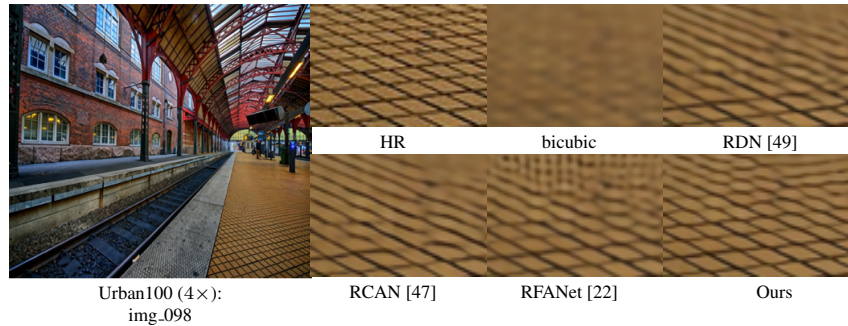 HR
bicubic
RDN [49]
RCAN [47]
RFANet [22]
Ours
Urban100 (4×):
img_098